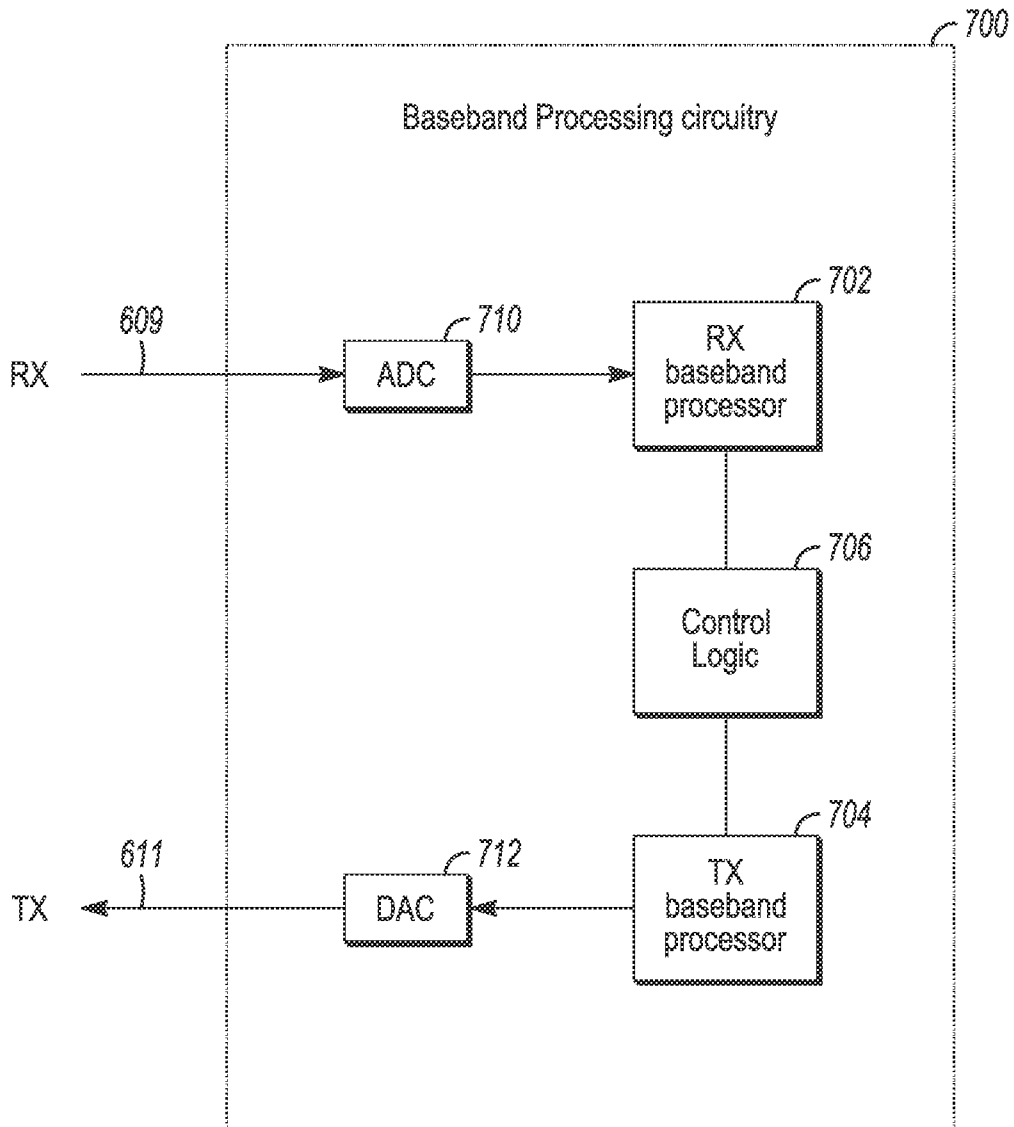 700
Baseband Processing circuitry
702
609
710
RX
ADC
RX
baseband
processor
706
Control
Logic
704
611
712
TX
DAC
TX
baseband
processor